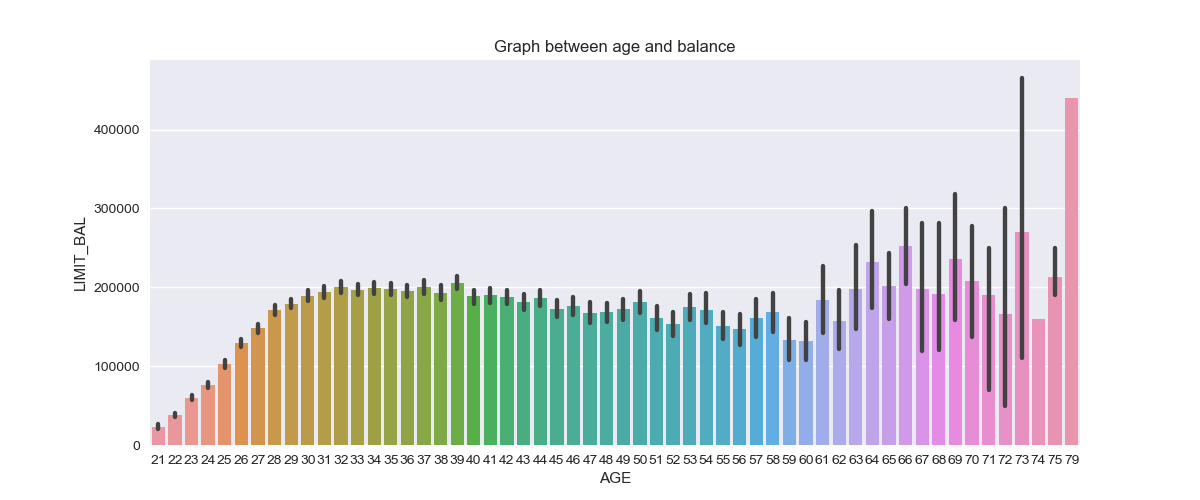 Graph between age and balance
400000
300000
200000
100000
0
LIMIT_BAL
21 22 23 24 25 26 27 28 29 30 31 32 33 34 35 36 37 38 39 40 41 42 43 44 45 46 47 48 49 50 51 52 53 54 55 56 57 58 59 60 61 62 63 64 65 66 67 68 69 70 71 72 73 74 75 79
AGE